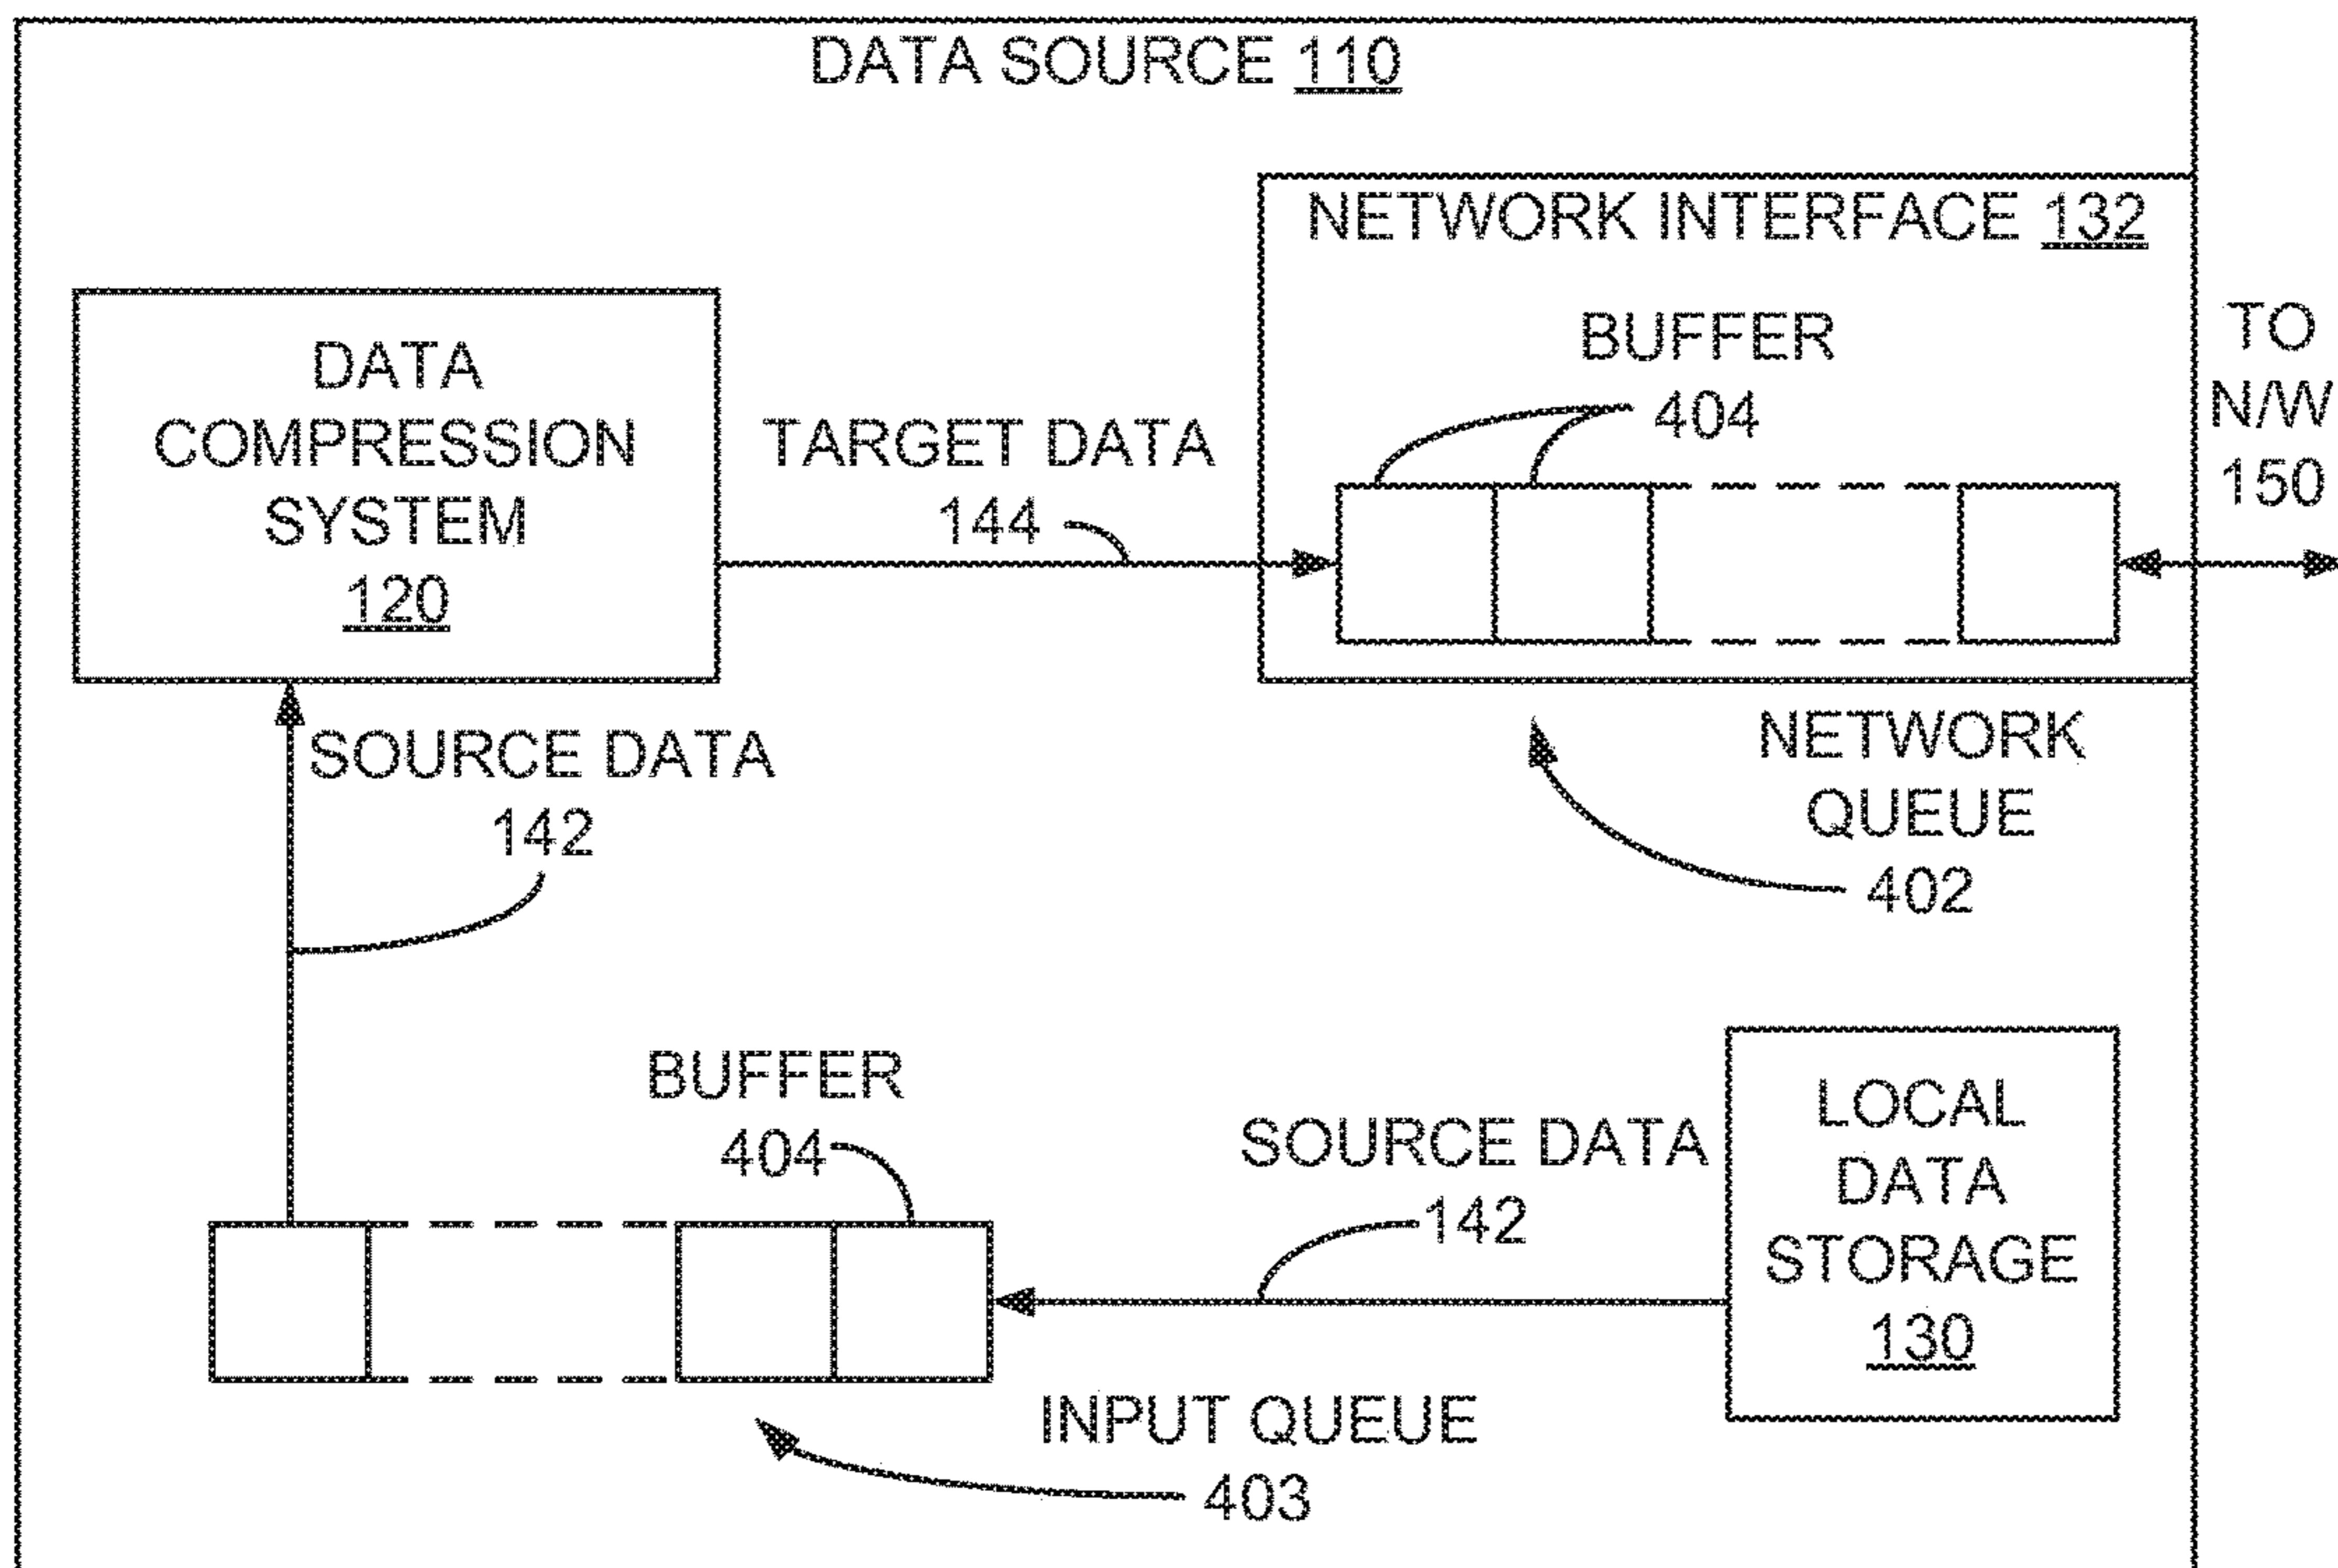 DATA SOURCE 110
NETWORK INTERFACE 132
BUFFER
404
TO
N/W
150
DATA
COMPRESSION
SYSTEM
120
TARGET DATA
144
SOURCE DATA
142
NETWORK
QUEUE
402
BUFFER
404
SOURCE DATA
142
LOCAL
DATA
STORAGE
130
INPUT QUEUE
403